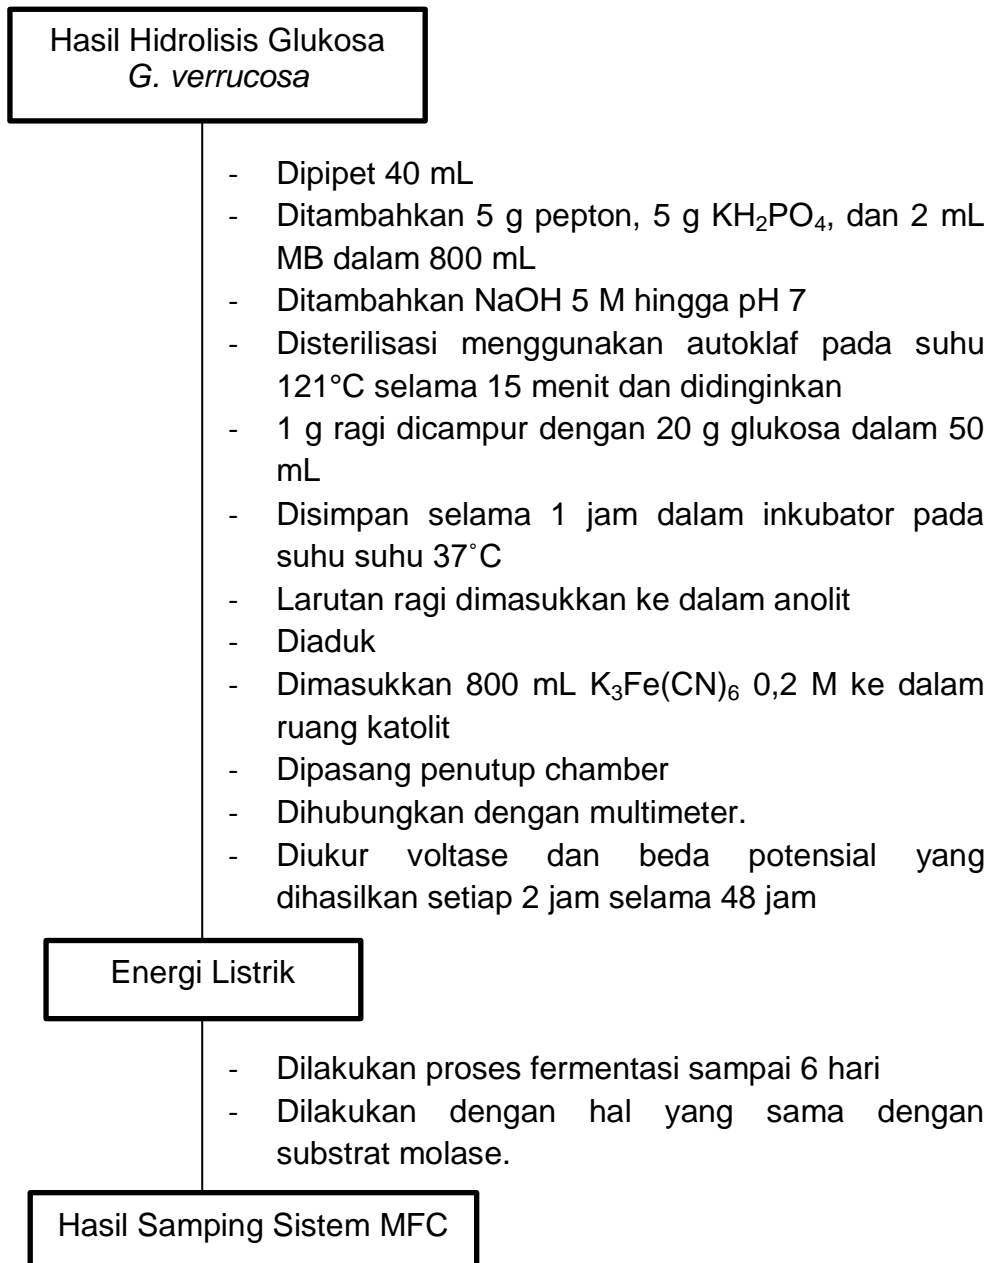 Hasil Hidrolisis Glukosa
G. verrucosa
- Dipipet 40 mL
- Ditambahkan 5 g pepton, 5 g KH₂PO₄, dan 2 mL
MB dalam 800 mL
- Ditambahkan NaOH 5 M hingga pH 7
- Disterilisasi menggunakan autoklaf pada suhu
121°C selama 15 menit dan didinginkan
- 1 g ragi dicampur dengan 20 g glukosa dalam 50
mL
- Disimpan selama 1 jam dalam inkubator pada
suhu suhu 37˚C
- Larutan ragi dimasukkan ke dalam anolit
- Diaduk
- Dimasukkan 800 mL K₃Fe(CN)₆ 0,2 M ke dalam
ruang katolit
- Dipasang penutup chamber
- Dihubungkan dengan multimeter.
- Diukur voltase dan beda potensial yang
dihasilkan setiap 2 jam selama 48 jam
Energi Listrik
- Dilakukan proses fermentasi sampai 6 hari
- Dilakukan dengan hal yang sama dengan
substrat molase.
Hasil Samping Sistem MFC